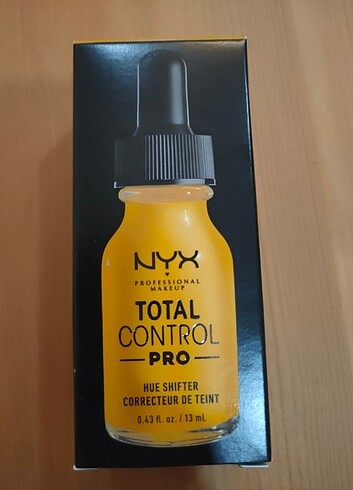 NYX
PROFESSIONAL
MAKEUP
TOTAL
CONTROL
PRO
HUE SHIFTER
CORRECTEUR DE TEINT
0.43 fl. oz. / 13 mL